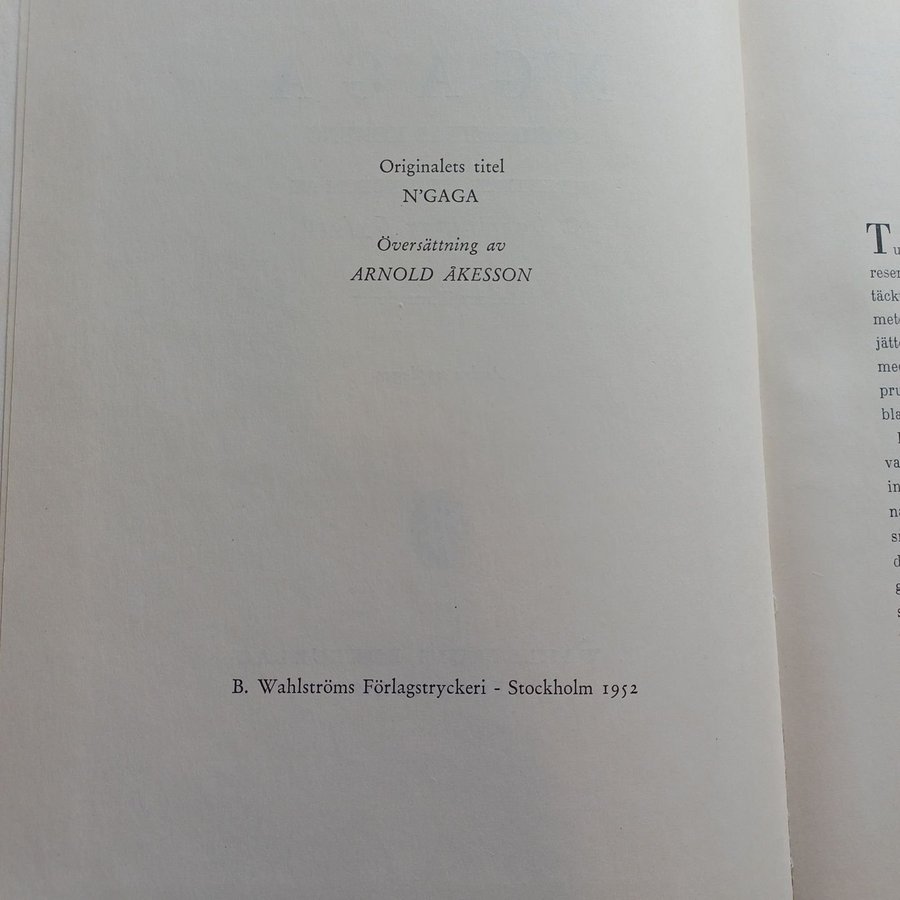 Originalets titel
N'GAGA
Översättning av
ARNOLD ÅKESSON
B. Wahlströms Förlagstryckeri - Stockholm 1952